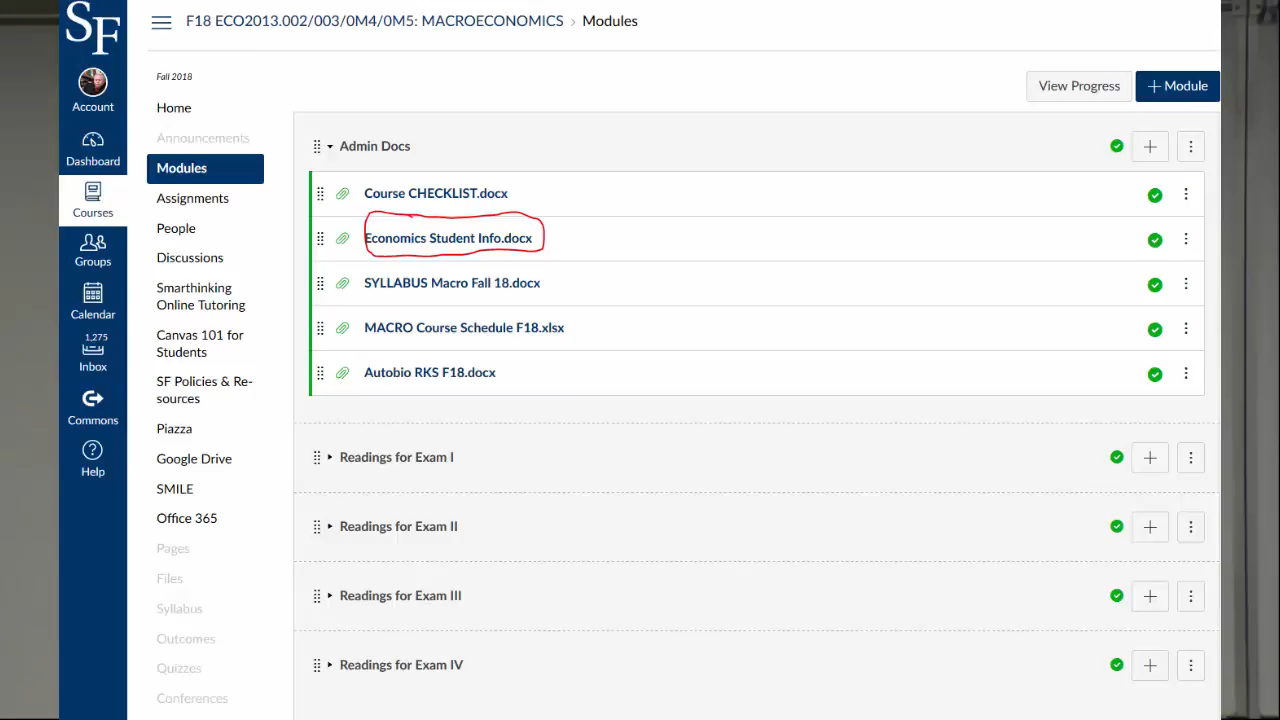 SF
F18 ECO2013.002/003/0M4/0M5: MACROECONOMICS › Modules
Account
Dashboard
Courses
Groups
Calendar
1,275
Inbox
Commons
Help
Fall 2018
Home
Announcements
Modules
Assignments
People
Discussions
Smarthinking
Online Tutoring
Canvas 101 for
Students
SF Policies & Re-
sources
Piazza
Google Drive
SMILE
Office 365
Pages
Files
Syllabus
Outcomes
Quizzes
Conferences
View Progress
+ Module
Admin Docs
Course CHECKLIST.docx
Economics Student Info.docx
SYLLABUS Macro Fall 18.docx
MACRO Course Schedule F18.xlsx
Autobio RKS F18.docx
Readings for Exam I
Readings for Exam II
Readings for Exam III
Readings for Exam IV